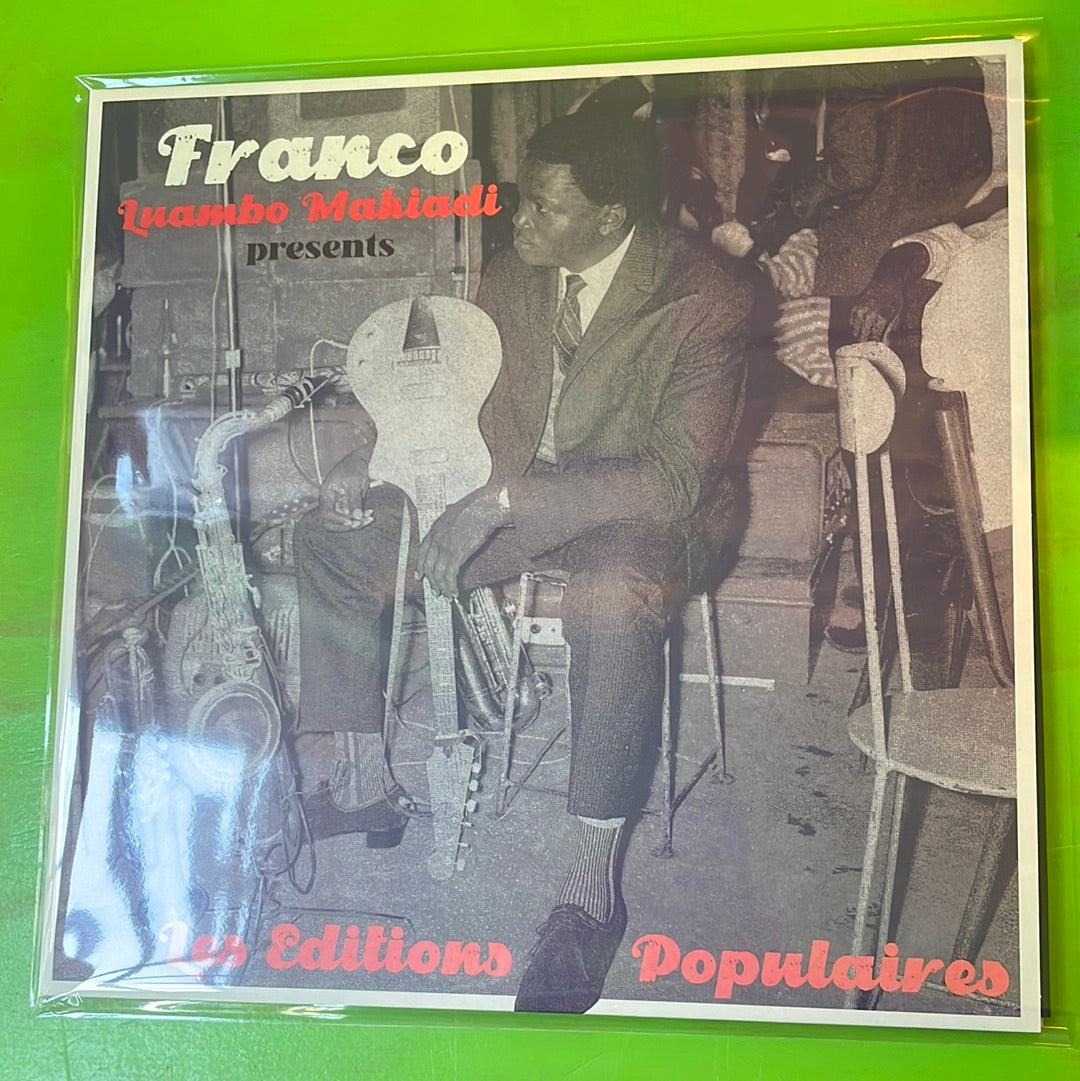 Franco
Luambo Makiadi
presents
Les Editions Populaires